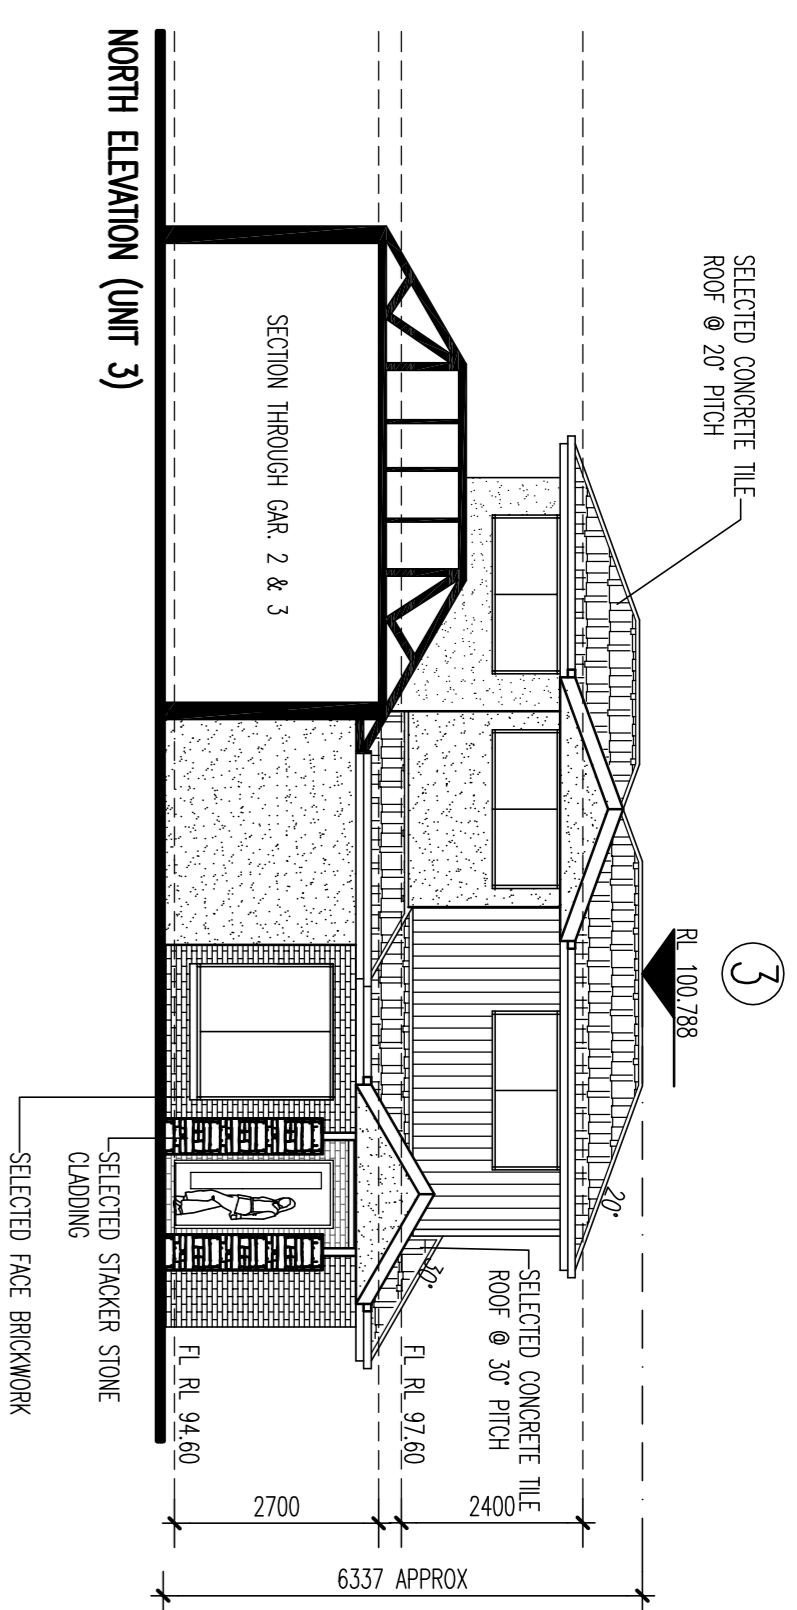 SELECTED CONCRETE TILE
ROOF @ 20° PITCH
3
RL 100.788
20°
30°
SELECTED CONCRETE TILE
ROOF @ 30° PITCH
SECTION THROUGH GAR. 2 & 3
FL RL 97.60
FL RL 94.60
2400
2700
6337 APPROX
SELECTED STACKER STONE
CLADDING
SELECTED FACE BRICKWORK
NORTH ELEVATION (UNIT 3)